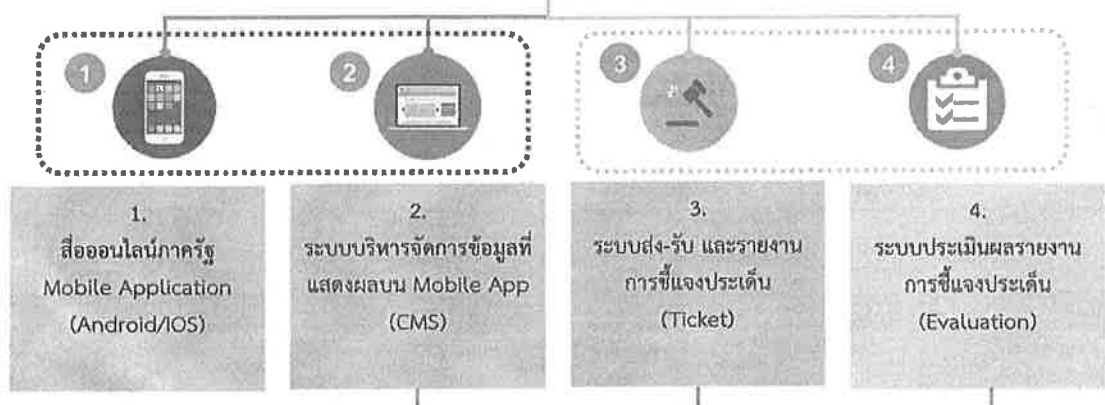 1
2
3
4
1.
สื่อออนไลน์ภาครัฐ
Mobile Application
(Android/IOS)
2.
ระบบบริหารจัดการข้อมูลที่
แสดงผลบน Mobile App
(CMS)
3.
ระบบส่ง-รับ และรายงาน
การชี้แจงประเด็น
(Ticket)
4.
ระบบประเมินผลรายงาน
การชี้แจงประเด็น
(Evaluation)